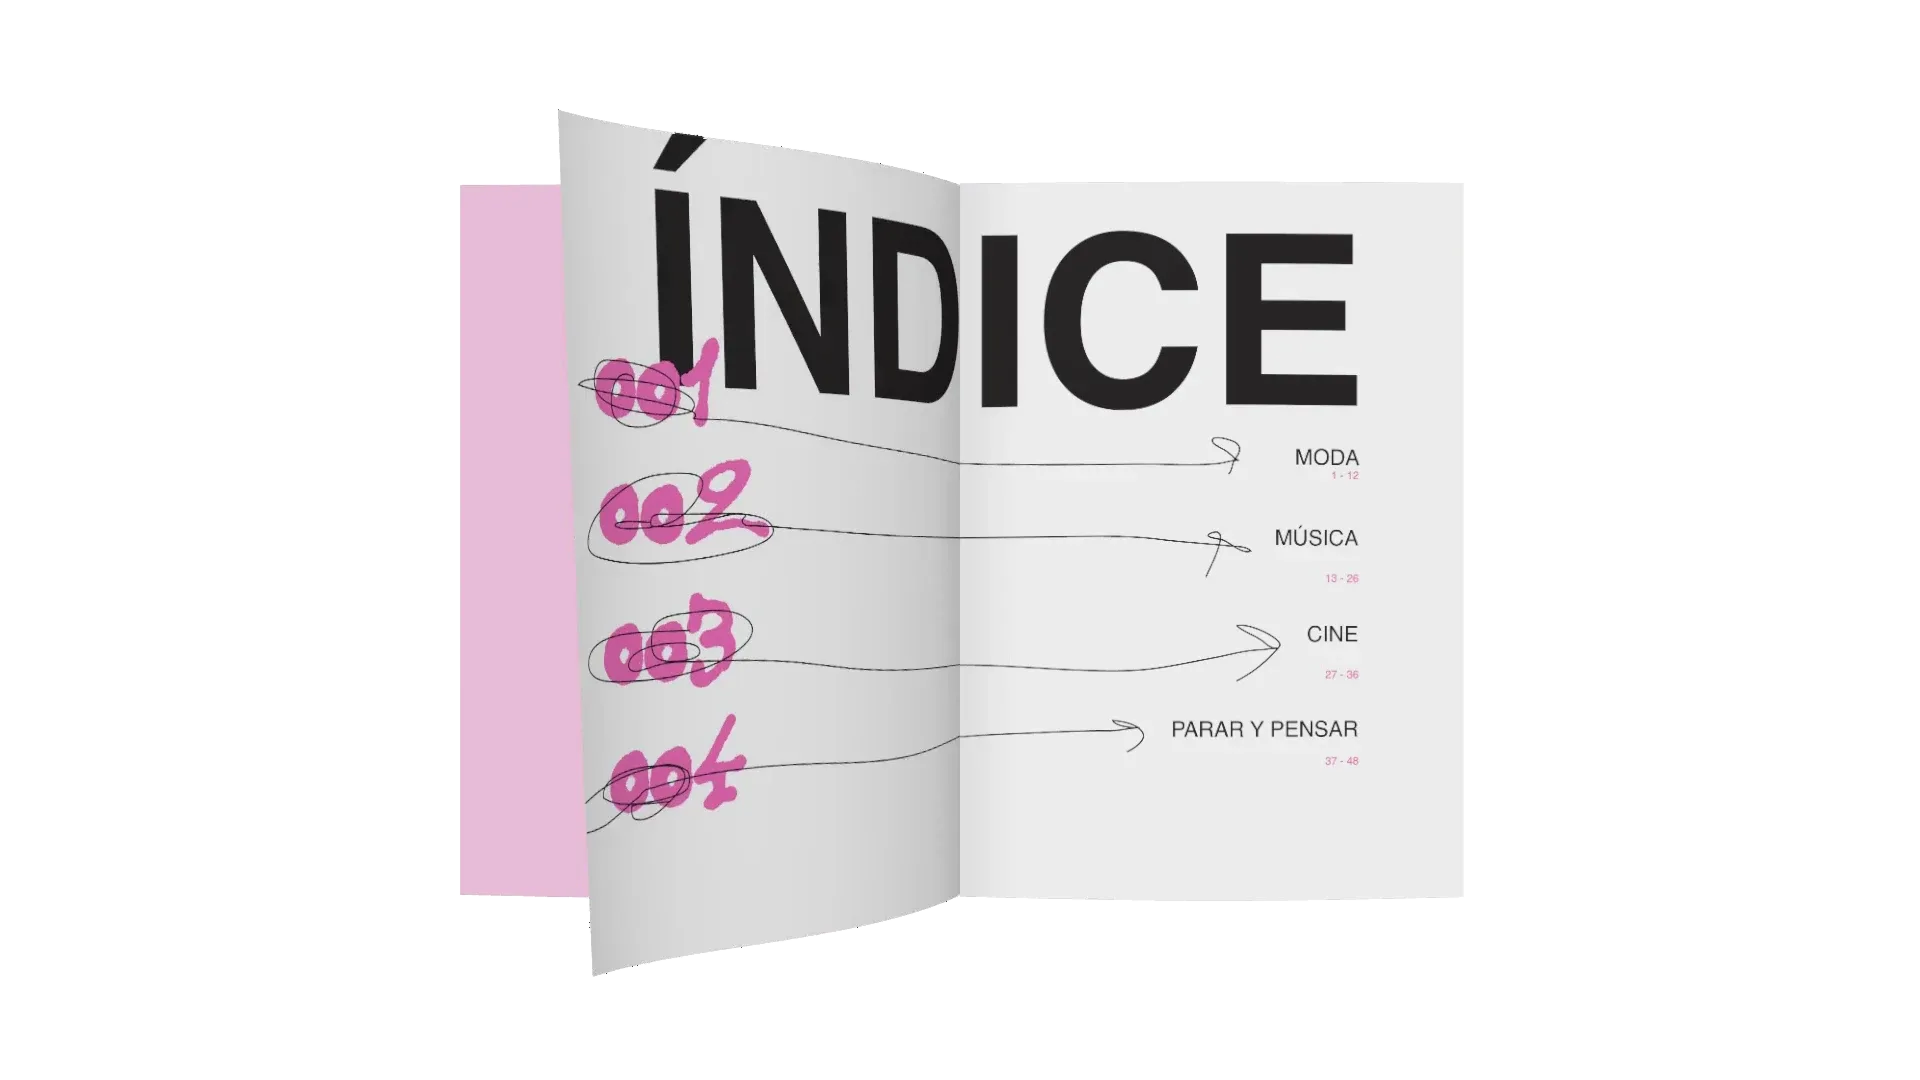 ÍNDICE
001
MODA
1 - 12
002
MÚSICA
13 - 26
003
CINE
27 - 36
004
PARAR Y PENSAR
37 - 48